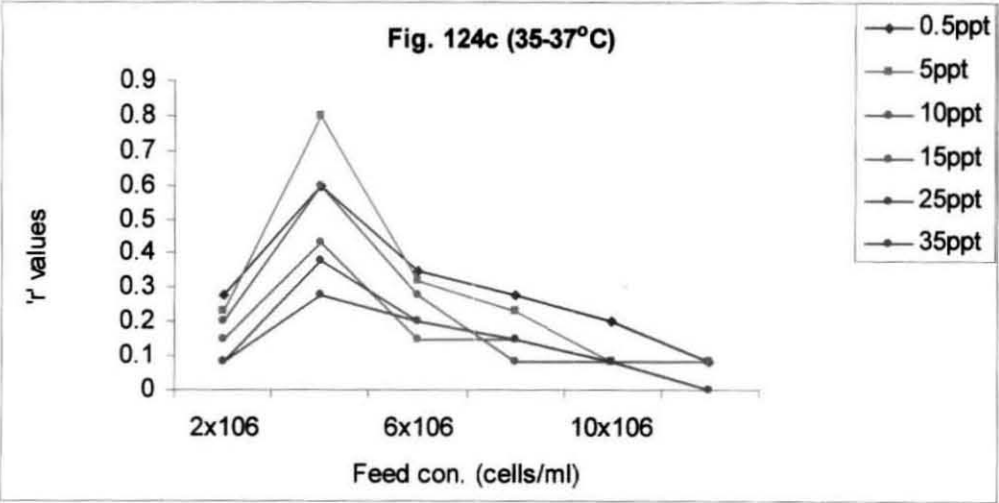 Fig. 124c (35-37°C)
0.9
0.8
0.7
0.6
0.5
0.4
0.3
0.2
0.1
0
'r' values
2x106
6x106
10x106
Feed con. (cells/ml)
0.5ppt
5ppt
10ppt
15ppt
25ppt
35ppt